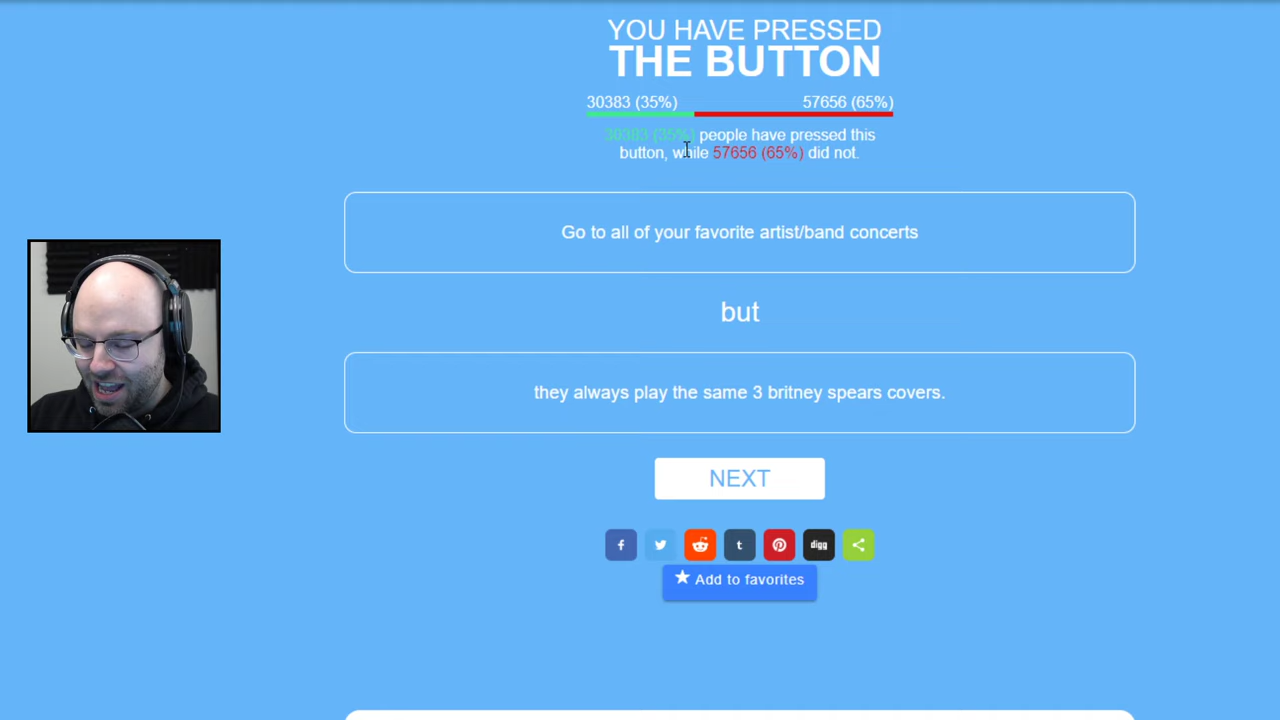 YOU HAVE PRESSED
THE BUTTON
30383 (35%) 57656 (65%)
30383 (35%) people have pressed this
button, while 57656 (65%) did not.
Go to all of your favorite artist/band concerts
but
they always play the same 3 britney spears covers.
NEXT
f t digg
Add to favorites